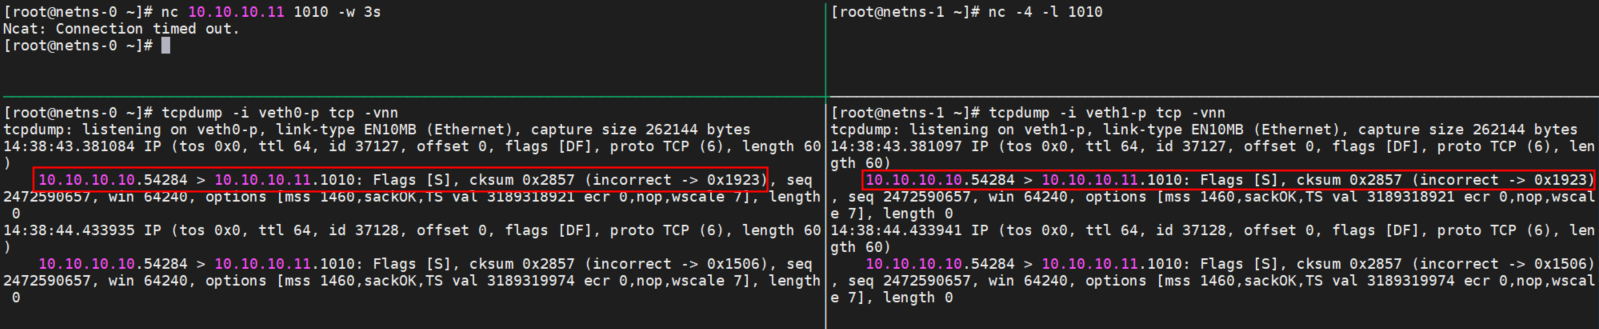 [root@netns-0 ~]# nc 10.10.10.11 1010 -w 3s
Ncat: Connection timed out.
[root@netns-0 ~]#
[root@netns-1 ~]# nc -4 -l 1010
[root@netns-0 ~]# tcpdump -i veth0-p tcp -vnn
tcpdump: listening on veth0-p, link-type EN10MB (Ethernet), capture size 262144 bytes
14:38:43.381084 IP (tos 0x0, ttl 64, id 37127, offset 0, flags [DF], proto TCP (6), length 60
)
10.10.10.10.54284 > 10.10.10.11.1010: Flags [S], cksum 0x2857 (incorrect -> 0x1923), seq
2472590657, win 64240, options [mss 1460,sackOK,TS val 3189318921 ecr 0,nop,wscale 7], length
0
14:38:44.433935 IP (tos 0x0, ttl 64, id 37128, offset 0, flags [DF], proto TCP (6), length 60
)
10.10.10.10.54284 > 10.10.10.11.1010: Flags [S], cksum 0x2857 (incorrect -> 0x1506), seq
2472590657, win 64240, options [mss 1460,sackOK,TS val 3189319974 ecr 0,nop,wscale 7], length
0
[root@netns-1 ~]# tcpdump -i veth1-p tcp -vnn
tcpdump: listening on veth1-p, link-type EN10MB (Ethernet), capture size 262144 bytes
14:38:43.381097 IP (tos 0x0, ttl 64, id 37127, offset 0, flags [DF], proto TCP (6), len
gth 60)
10.10.10.10.54284 > 10.10.10.11.1010: Flags [S], cksum 0x2857 (incorrect -> 0x1923)
, seq 2472590657, win 64240, options [mss 1460,sackOK,TS val 3189318921 ecr 0,nop,wscal
e 7], length 0
14:38:44.433941 IP (tos 0x0, ttl 64, id 37128, offset 0, flags [DF], proto TCP (6), len
gth 60)
10.10.10.10.54284 > 10.10.10.11.1010: Flags [S], cksum 0x2857 (incorrect -> 0x1506)
, seq 2472590657, win 64240, options [mss 1460,sackOK,TS val 3189319974 ecr 0,nop,wscal
e 7], length 0